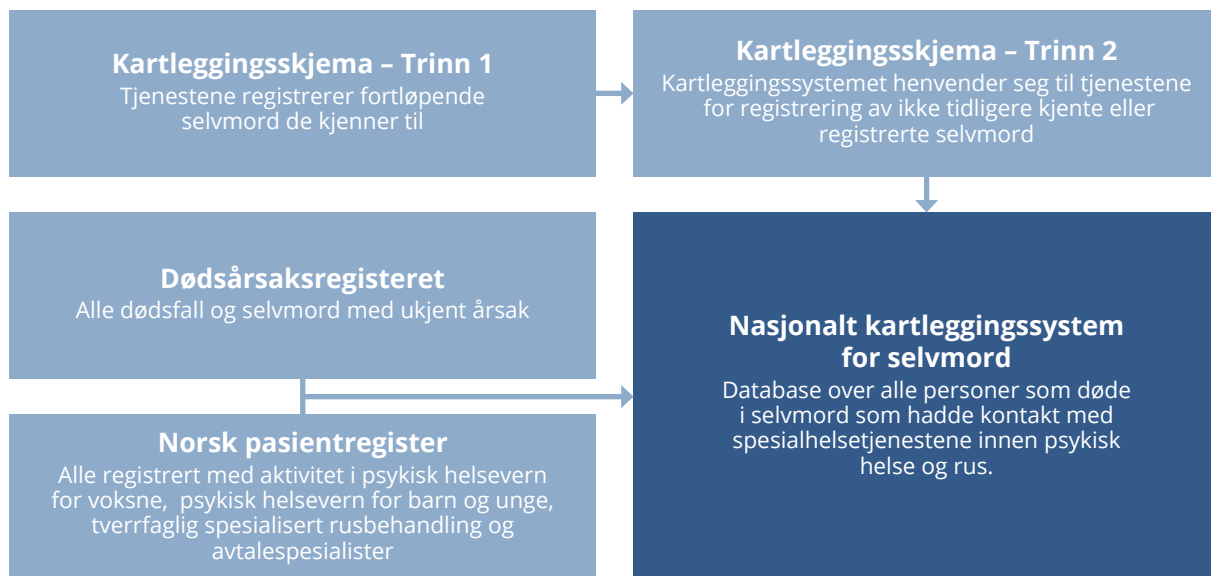 Kartleggingsskjema – Trinn 1
Tjenestene registrerer fortløpende
selvmord de kjenner til
Kartleggingsskjema – Trinn 2
Kartleggingssystemet henvender seg til tjenestene
for registrering av ikke tidligere kjente eller
registrerte selvmord
Dødsårsaksregisteret
Alle dødsfall og selvmord med ukjent årsak
Norsk pasientregister
Alle registrert med aktivitet i psykisk helsevern
for voksne, psykisk helsevern for barn og unge,
tverrfaglig spesialisert rusbehandling og
avtalespesialister
Nasjonalt kartleggingssystem
for selvmord
Database over alle personer som døde
i selvmord som hadde kontakt med
spesialhelsetjenestene innen psykisk
helse og rus.